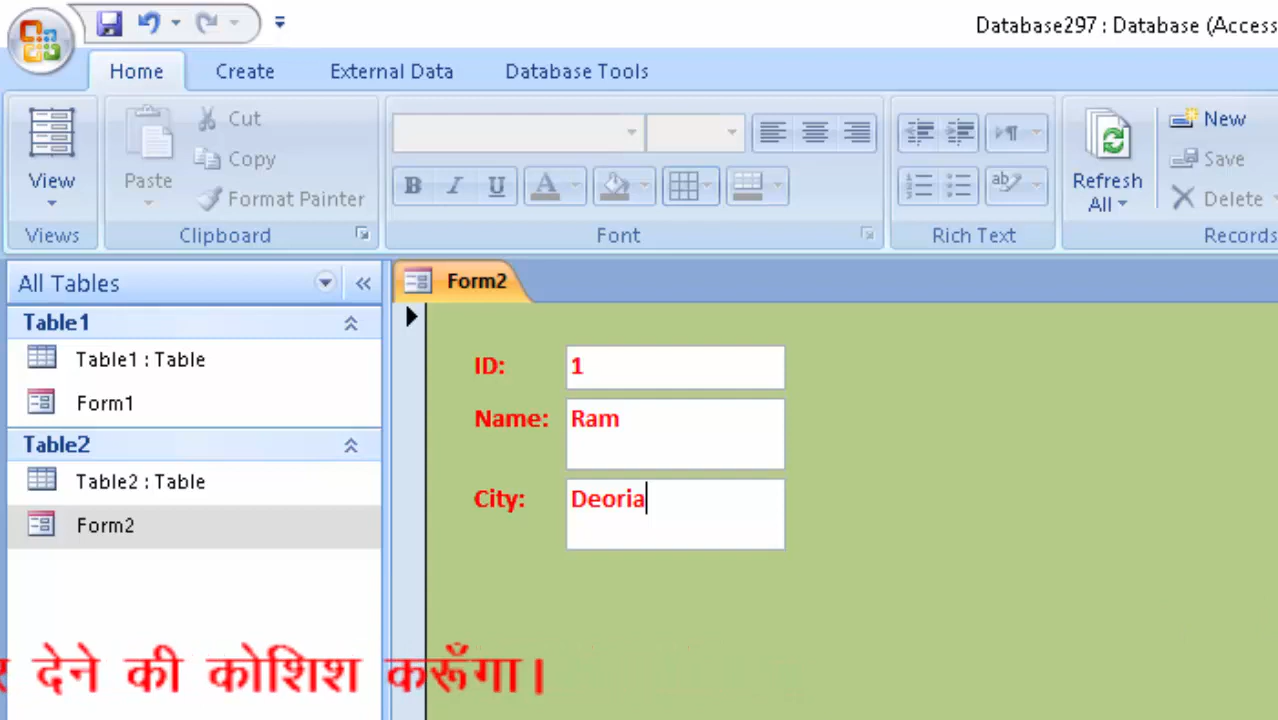 Database297 : Database (Access
Home Create External Data Database Tools
View
Views
Paste
Cut
Copy
Format Painter
Clipboard
B I U A
Font
ab
Rich Text
Refresh
All
New
Save
Delete
Records
All Tables
Table1
Table1 : Table
Form1
Table2
Table2 : Table
Form2
Form2
ID: 1
Name: Ram
City: Deoria
देने की कोशिश करूँगा।